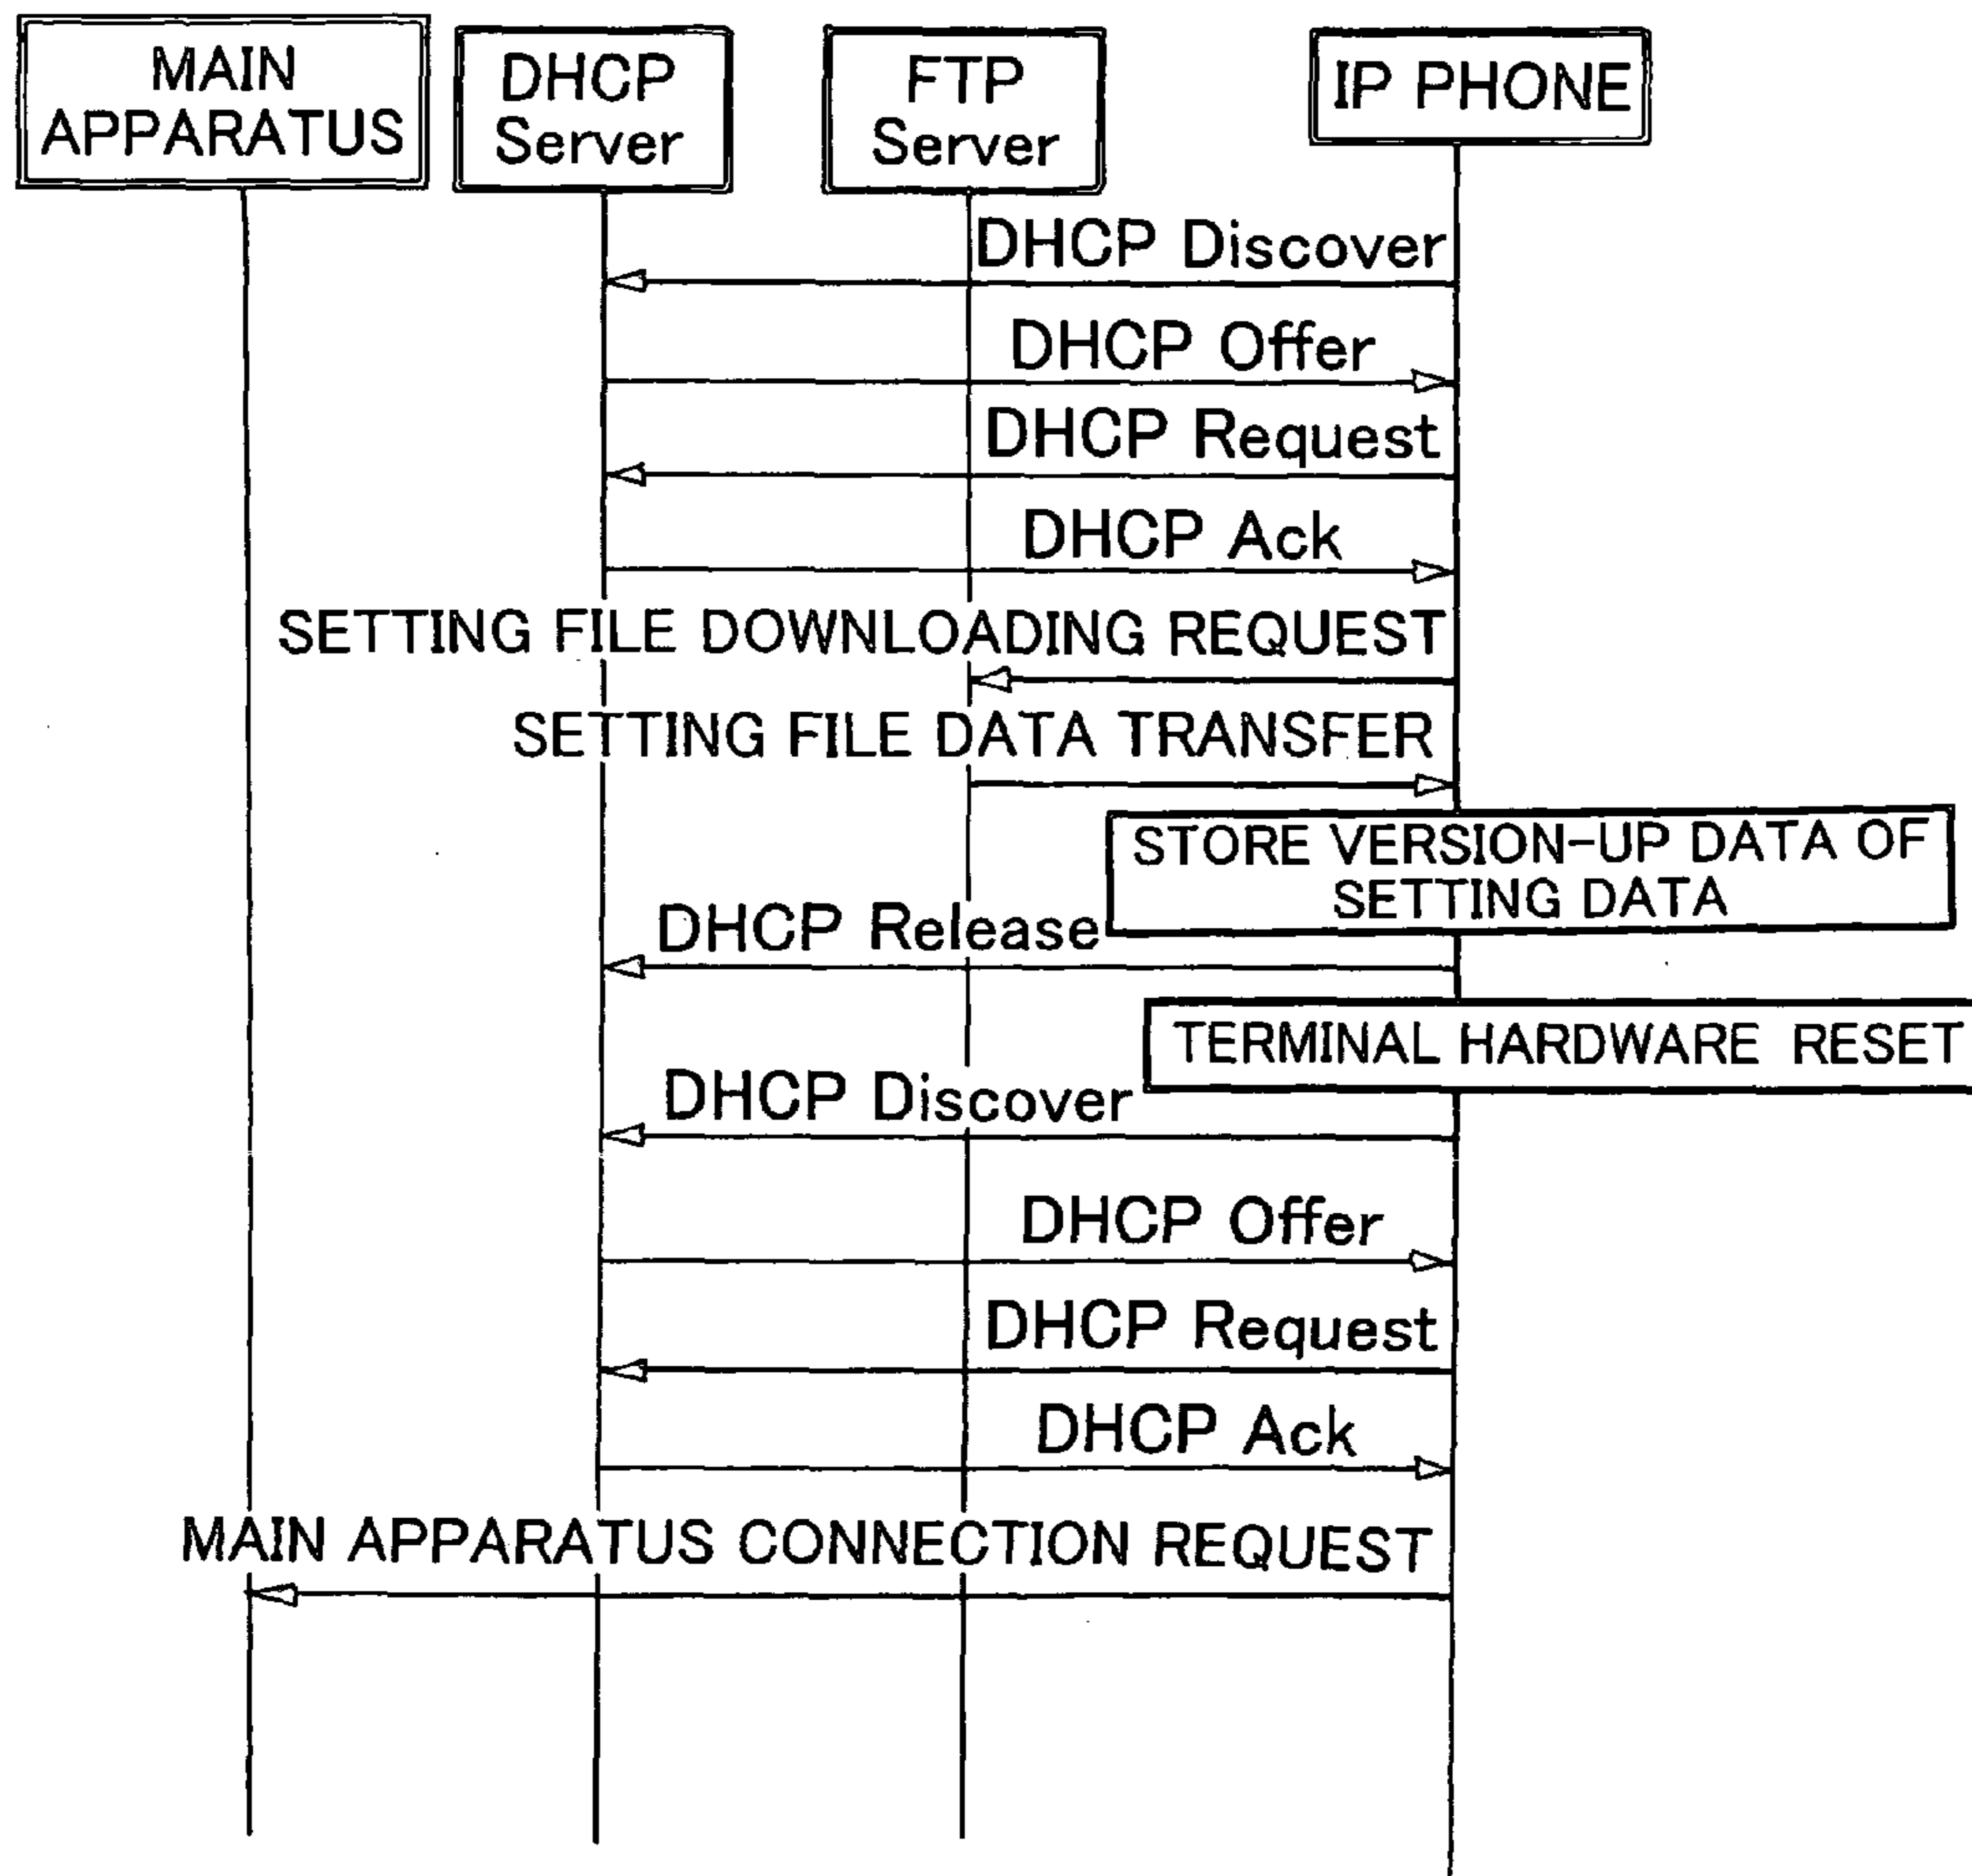 MAIN
APPARATUS
DHCP
Server
FTP
Server
IP PHONE
DHCP Discover
DHCP Offer
DHCP Request
DHCP Ack
SETTING FILE DOWNLOADING REQUEST
SETTING FILE DATA TRANSFER
STORE VERSION-UP DATA OF
SETTING DATA
DHCP Release
TERMINAL HARDWARE RESET
DHCP Discover
DHCP Offer
DHCP Request
DHCP Ack
MAIN APPARATUS CONNECTION REQUEST